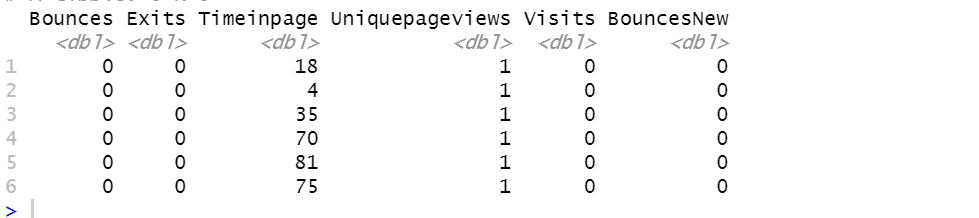 Bounces Exits Timeinpage Uniquepageviews Visits BouncesNew
<dbl> <dbl> <dbl> <dbl> <dbl> <dbl>
1 0 0 18 1 0 0
2 0 0 4 1 0 0
3 0 0 35 1 0 0
4 0 0 70 1 0 0
5 0 0 81 1 0 0
6 0 0 75 1 0 0
>